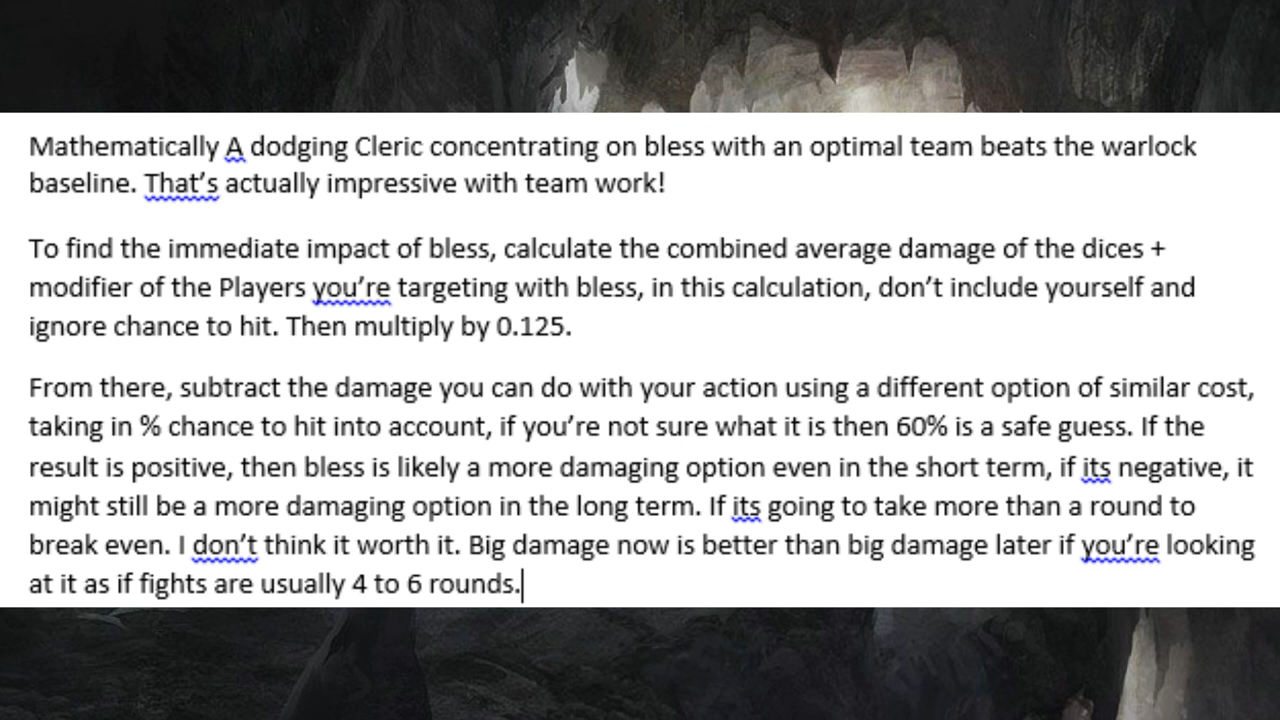 Mathematically A dodging Cleric concentrating on bless with an optimal team beats the warlock
baseline. That’s actually impressive with team work!
To find the immediate impact of bless, calculate the combined average damage of the dices +
modifier of the Players you’re targeting with bless, in this calculation, don’t include yourself and
ignore chance to hit. Then multiply by 0.125.
From there, subtract the damage you can do with your action using a different option of similar cost,
taking in % chance to hit into account, if you’re not sure what it is then 60% is a safe guess. If the
result is positive, then bless is likely a more damaging option even in the short term, if its negative, it
might still be a more damaging option in the long term. If its going to take more than a round to
break even. I don’t think it worth it. Big damage now is better than big damage later if you’re looking
at it as if fights are usually 4 to 6 rounds.